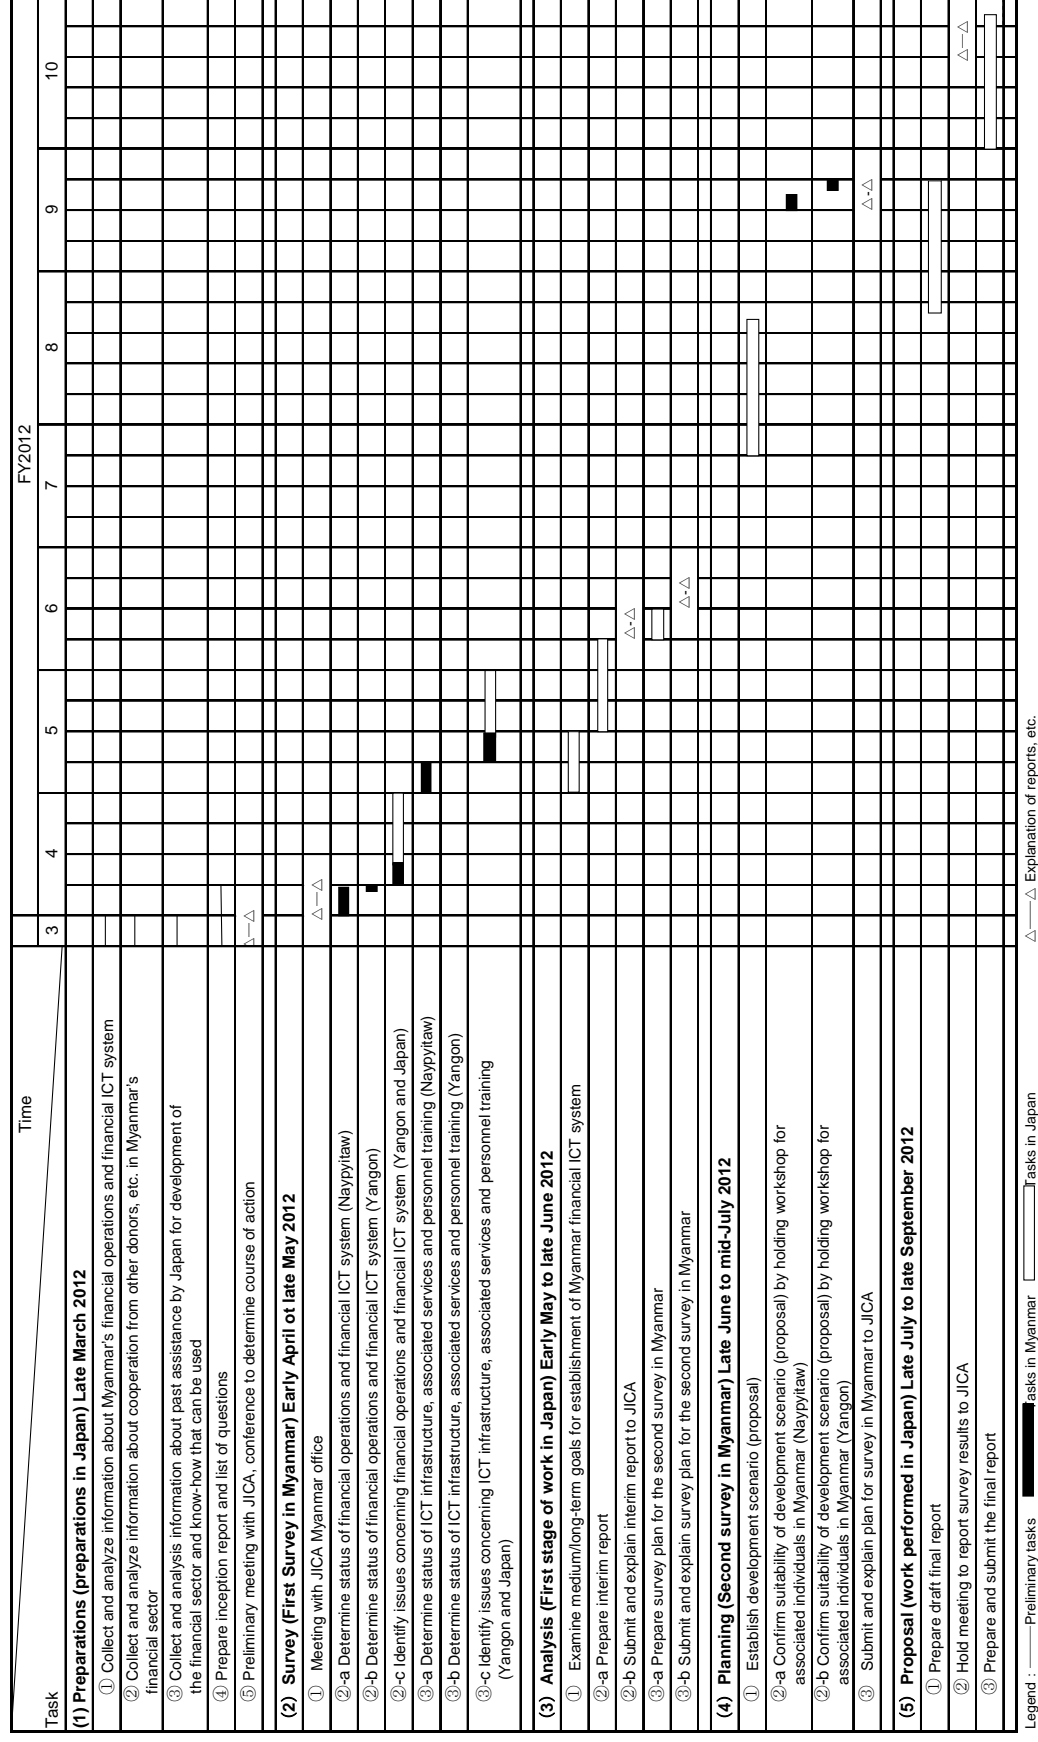 Time
FY2012
Task
3
4
5
6
7
8
9
10
(1) Preparations (preparations in Japan) Late March 2012
① Collect and analyze information about Myanmar's financial operations and financial ICT system
② Collect and analyze information about cooperation from other donors, etc. in Myanmar's
financial sector
③ Collect and analysis information about past assistance by Japan for development of
the financial sector and know-how that can be used
④ Prepare inception report and list of questions
⑤ Preliminary meeting with JICA, conference to determine course of action
△—△
(2) Survey (First Survey in Myanmar) Early April ot late May 2012
① Meeting with JICA Myanmar office
△—△
②-a Determine status of financial operations and financial ICT system (Naypyitaw)
②-b Determine status of financial operations and financial ICT system (Yangon)
②-c Identify issues concerning financial operations and financial ICT system (Yangon and Japan)
③-a Determine status of ICT infrastructure, associated services and personnel training (Naypyitaw)
③-b Determine status of ICT infrastructure, associated services and personnel training (Yangon)
③-c Identify issues concerning ICT infrastructure, associated services and personnel training
(Yangon and Japan)
(3) Analysis (First stage of work in Japan) Early May to late June 2012
① Examine medium/long-term goals for establishment of Myanmar financial ICT system
②-a Prepare interim report
②-b Submit and explain interim report to JICA
△-△
③-a Prepare survey plan for the second survey in Myanmar
③-b Submit and explain survey plan for the second survey in Myanmar
△-△
(4) Planning (Second survey in Myanmar) Late June to mid-July 2012
① Establish development scenario (proposal)
②-a Confirm suitability of development scenario (proposal) by holding workshop for
associated individuals in Myanmar (Naypyitaw)
②-b Confirm suitability of development scenario (proposal) by holding workshop for
associated individuals in Myanmar (Yangon)
③ Submit and explain plan for survey in Myanmar to JICA
△-△
(5) Proposal (work performed in Japan) Late July to late September 2012
① Prepare draft final report
② Hold meeting to report survey results to JICA
△—△
③ Prepare and submit the final report
Legend : ——Preliminary tasks Tasks in Myanmar Tasks in Japan △——△ Explanation of reports, etc.